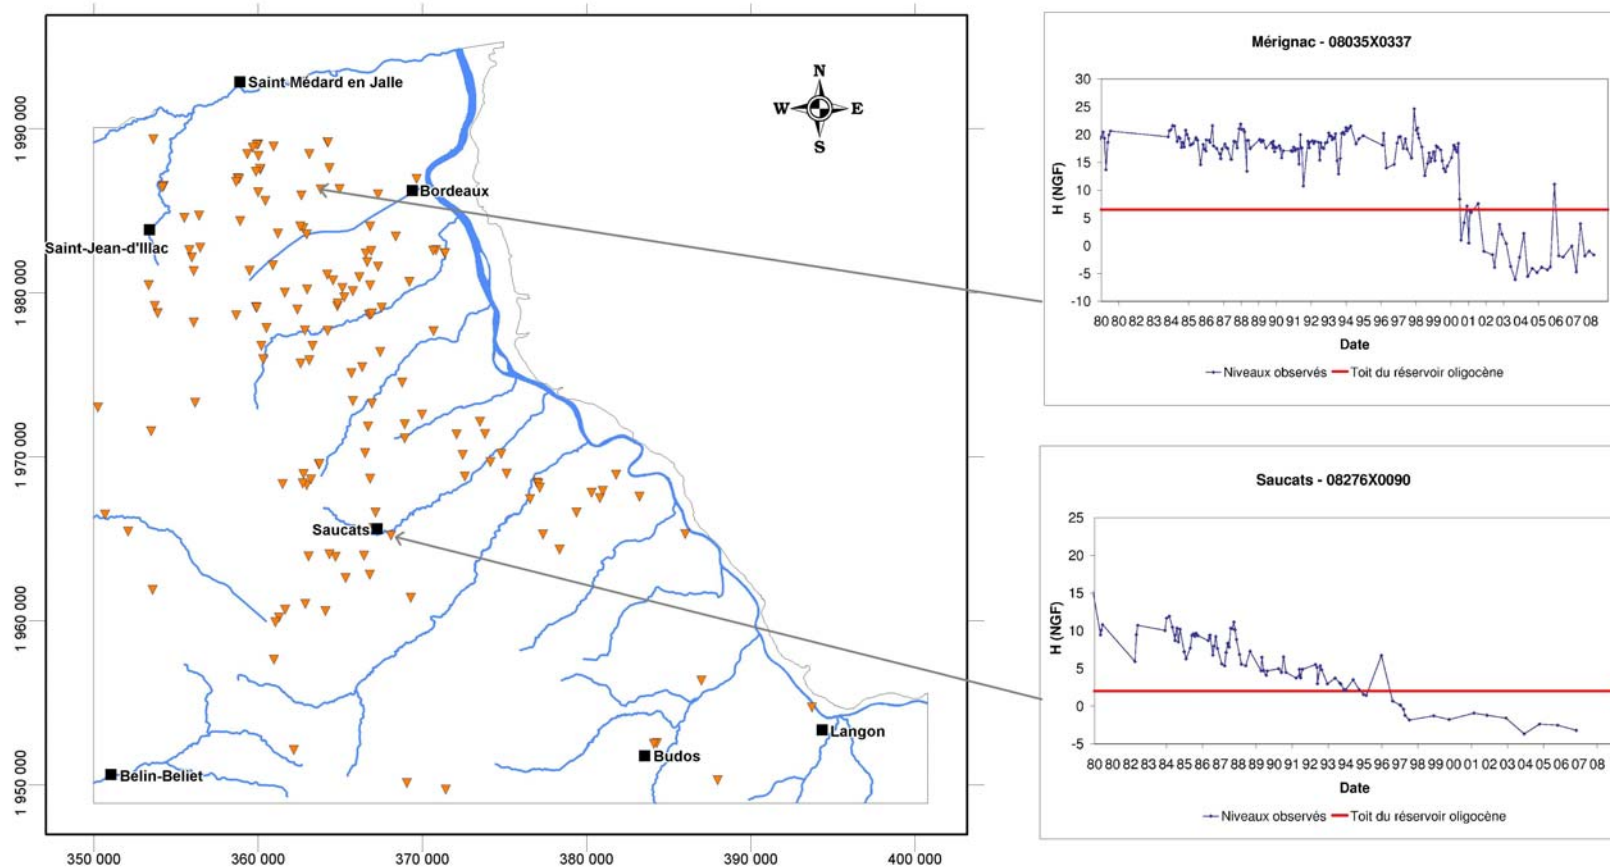 N
W E
S
Saint Médard en Jalle
Bordeaux
Saint-Jean-d'Illac
Saucats
Langon
Budos
Belin-Beliet
1 990 000
1 980 000
1 970 000
1 960 000
1 950 000
350 000 360 000 370 000 380 000 390 000 400 000
Mérignac - 08035X0337
H (NGF)
30
25
20
15
10
5
0
-5
-10
80 80 82 83 84 85 85 87 88 89 90 91 92 93 94 95 96 98 99 00 01 02 03 04 05 06 07 08
Date
Niveaux observés Toit du réservoir oligocène
Saucats - 08276X0090
H (NGF)
25
20
15
10
5
0
-5
80 80 82 83 84 85 85 87 88 89 90 91 92 93 94 95 96 97 98 99 00 01 02 03 04 05 06 07 08
Date
Niveaux observés Toit du réservoir oligocène